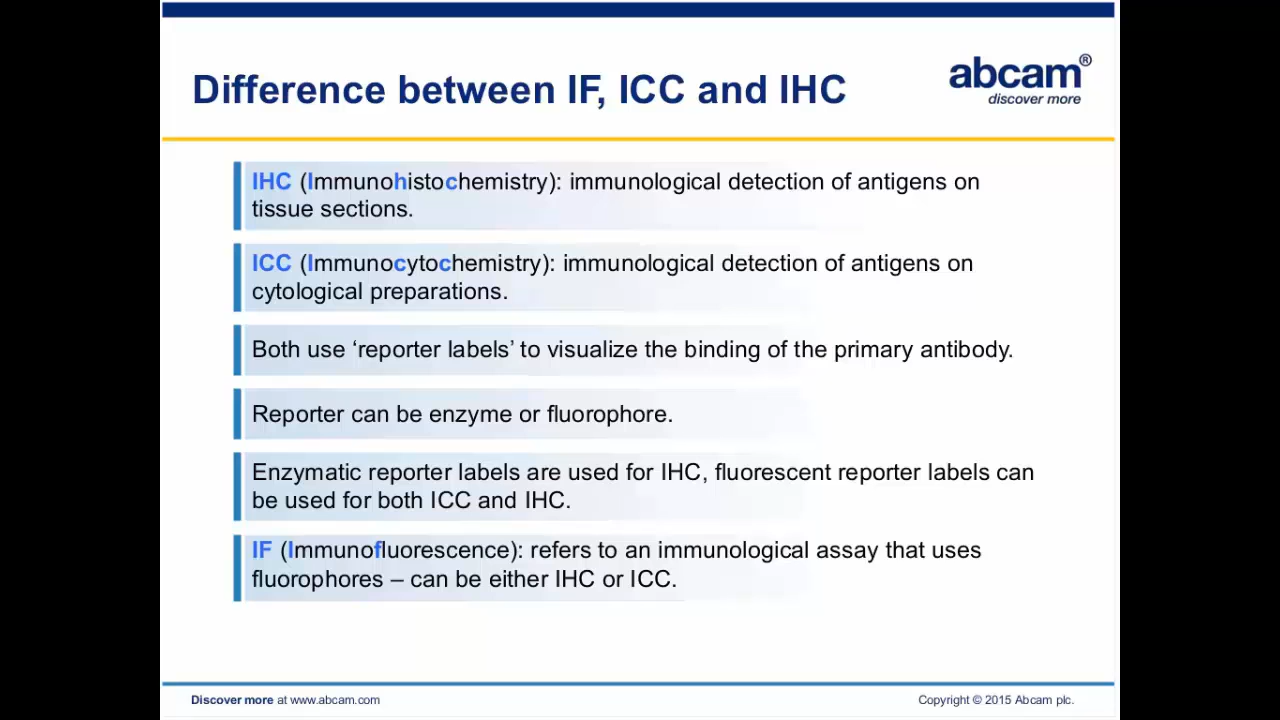 Difference between IF, ICC and IHC
abcam®
discover more
IHC (Immunohistochemistry): immunological detection of antigens on
tissue sections.
ICC (Immunocytochemistry): immunological detection of antigens on
cytological preparations.
Both use ‘reporter labels’ to visualize the binding of the primary antibody.
Reporter can be enzyme or fluorophore.
Enzymatic reporter labels are used for IHC, fluorescent reporter labels can
be used for both ICC and IHC.
IF (Immunofluorescence): refers to an immunological assay that uses
fluorophores – can be either IHC or ICC.
Discover more at www.abcam.com
Copyright © 2015 Abcam plc.